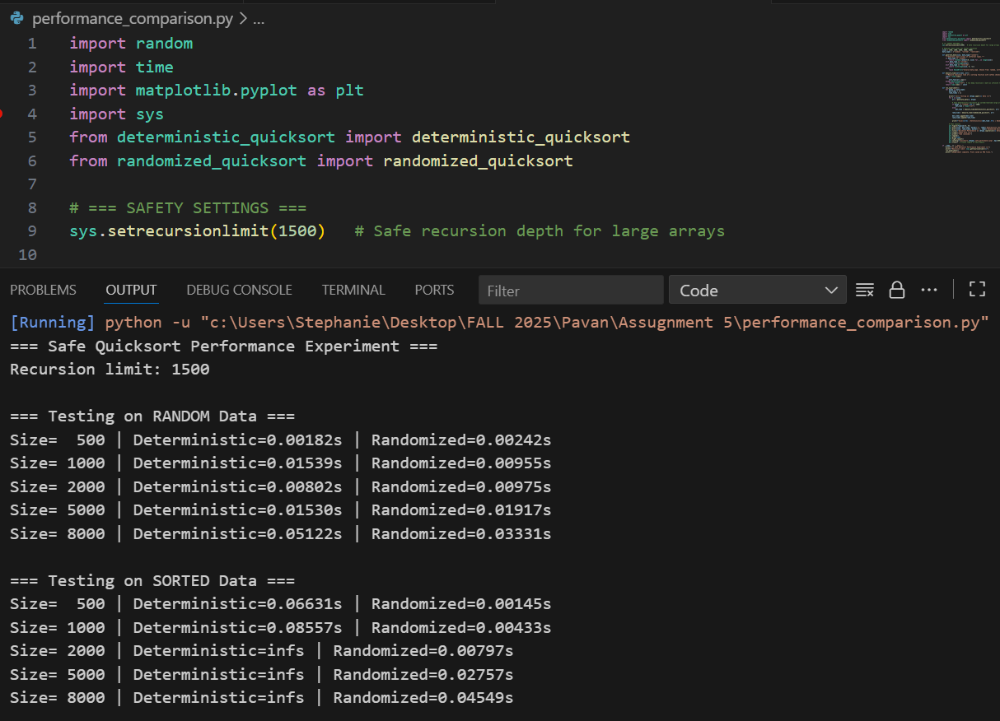 performance_comparison.py > ...
1 import random
2 import time
3 import matplotlib.pyplot as plt
4 import sys
5 from deterministic_quicksort import deterministic_quicksort
6 from randomized_quicksort import randomized_quicksort
7
8 # === SAFETY SETTINGS ===
9 sys.setrecursionlimit(1500)   # Safe recursion depth for large arrays
10
PROBLEMS OUTPUT DEBUG CONSOLE TERMINAL PORTS Filter Code
[Running] python -u "c:\Users\Stephanie\Desktop\FALL 2025\Pavan\Assugnment 5\performance_comparison.py"
=== Safe Quicksort Performance Experiment ===
Recursion limit: 1500
=== Testing on RANDOM Data ===
Size=  500 | Deterministic=0.00182s | Randomized=0.00242s
Size= 1000 | Deterministic=0.01539s | Randomized=0.00955s
Size= 2000 | Deterministic=0.00802s | Randomized=0.00975s
Size= 5000 | Deterministic=0.01530s | Randomized=0.01917s
Size= 8000 | Deterministic=0.05122s | Randomized=0.03331s
=== Testing on SORTED Data ===
Size=  500 | Deterministic=0.06631s | Randomized=0.00145s
Size= 1000 | Deterministic=0.08557s | Randomized=0.00433s
Size= 2000 | Deterministic=infs | Randomized=0.00797s
Size= 5000 | Deterministic=infs | Randomized=0.02757s
Size= 8000 | Deterministic=infs | Randomized=0.04549s